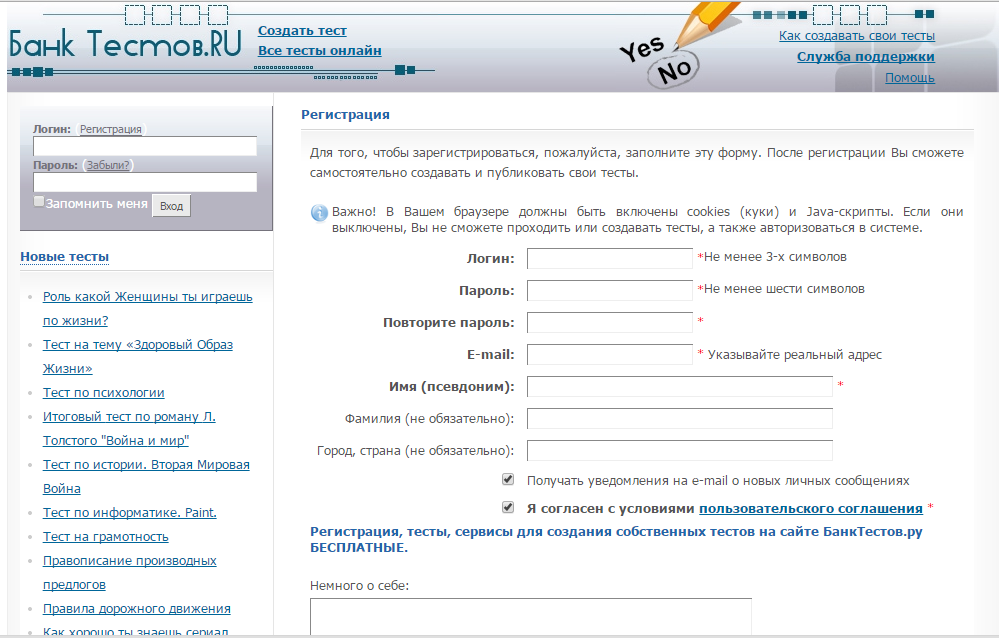 Банк Тестов.RU
Создать тест
Все тесты онлайн
Yes
No
Как создавать свои тесты
Служба поддержки
Помощь
Логин: (Регистрация)
Пароль: (Забыли?)
Запомнить меня Вход
Новые тесты
Роль какой Женщины ты играешь
по жизни?
Тест на тему «Здоровый Образ
Жизни»
Тест по психологии
Итоговый тест по роману Л.
Толстого "Война и мир"
Тест по истории. Вторая Мировая
Война
Тест по информатике. Paint.
Тест на грамотность
Правописание производных
предлогов
Правила дорожного движения
Как хорошо ты знаешь сериал
Регистрация
Для того, чтобы зарегистрироваться, пожалуйста, заполните эту форму. После регистрации Вы сможете
самостоятельно создавать и публиковать свои тесты.
Важно! В Вашем браузере должны быть включены cookies (куки) и Java-скрипты. Если они
выключены, Вы не сможете проходить или создавать тесты, а также авторизоваться в системе.
Логин: *Не менее 3-х символов
Пароль: *Не менее шести символов
Повторите пароль: *
E-mail: * Указывайте реальный адрес
Имя (псевдоним): *
Фамилия (не обязательно):
Город, страна (не обязательно):
Получать уведомления на e-mail о новых личных сообщениях
Я согласен с условиями пользовательского соглашения *
Регистрация, тесты, сервисы для создания собственных тестов на сайте БанкТестов.ру
БЕСПЛАТНЫЕ.
Немного о себе: